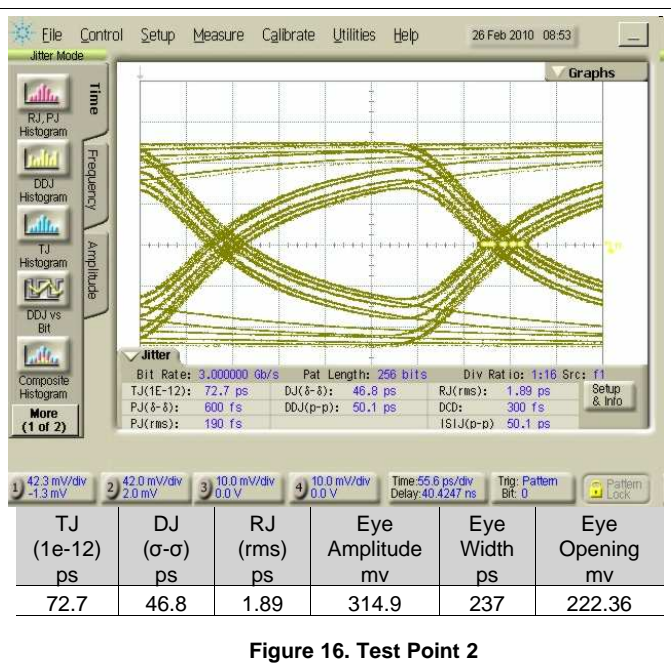 File Control Setup Measure Calibrate Utilities Help 26 Feb 2010 08:53
Jitter Mode
Graphs
Time
Frequency
Amplitude
RJ, PJ
Histogram
DDJ
Histogram
TJ
Histogram
DDJ vs
Bit
Composite
Histogram
More
(1 of 2)
Jitter
Bit Rate: 3.000000 Gb/s Pat Length: 256 bits Div Ratio: 1:16 Src: f1
TJ(1E-12): 72.7 ps DJ(δ-δ): 46.8 ps RJ(rms): 1.89 ps
PJ(δ-δ): 600 fs DDJ(p-p): 50.1 ps DCD: 300 fs
PJ(rms): 190 fs ISIJ(p-p) 50.1 ps
Setup
& Info
1 42.3 mV/div 2 42.0 mV/div 3 10.0 mV/div 4 10.0 mV/div Time:55.6 ps/div Trig: Pattern Pattern
-1.3 mV 2.0 mV 0.0 V 0.0 V Delay:40.4247 ns Bit: 0 Lock
TJ DJ RJ Eye Eye Eye
(1e-12) (σ-σ) (rms) Amplitude Width Opening
ps ps ps mv ps mv
72.7 46.8 1.89 314.9 237 222.36
Figure 16. Test Point 2